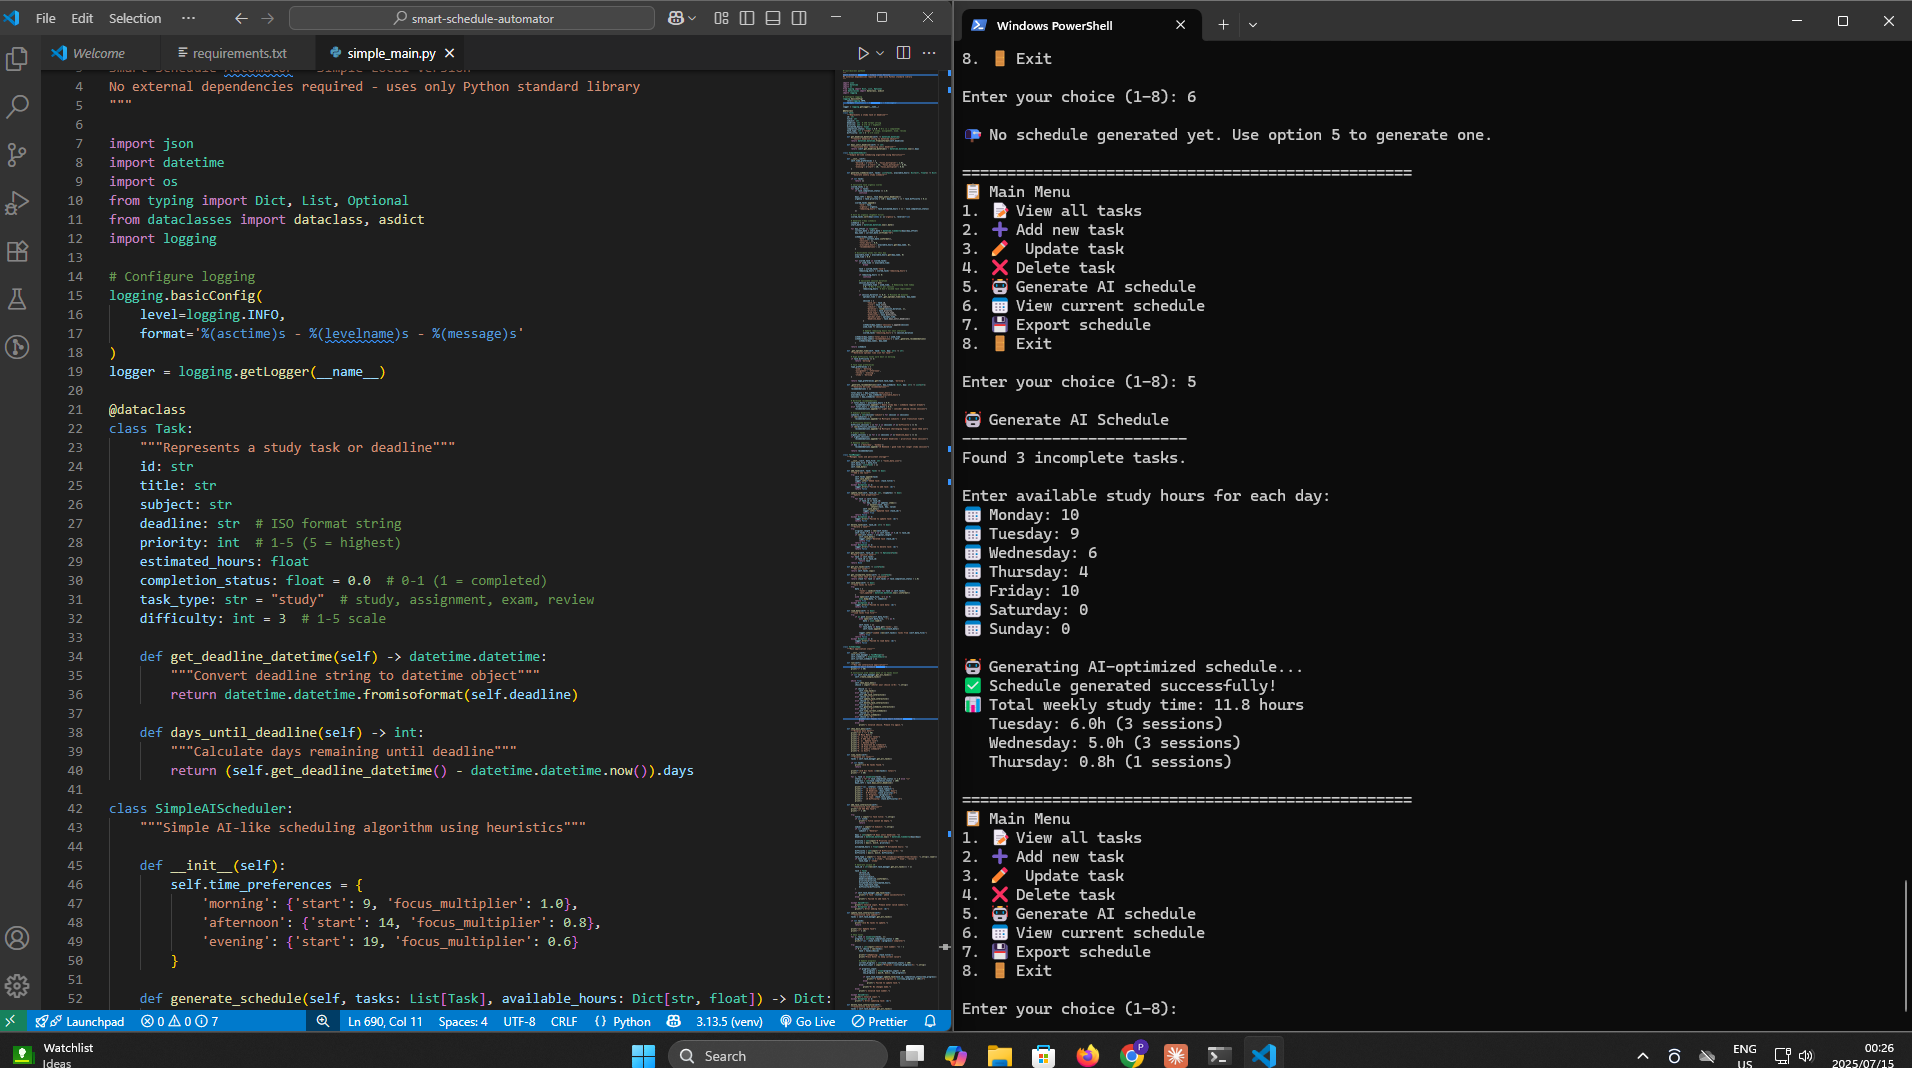 File Edit Selection ··· smart-schedule-automator
Welcome requirements.txt simple_main.py
4 No external dependencies required - uses only Python standard library
5 """
6
7 import json
8 import datetime
9 import os
10 from typing import Dict, List, Optional
11 from dataclasses import dataclass, asdict
12 import logging
13
14 # Configure logging
15 logging.basicConfig(
16 level=logging.INFO,
17 format='%(asctime)s - %(levelname)s - %(message)s'
18 )
19 logger = logging.getLogger(__name__)
20
21 @dataclass
22 class Task:
23 """Represents a study task or deadline"""
24 id: str
25 title: str
26 subject: str
27 deadline: str # ISO format string
28 priority: int # 1-5 (5 = highest)
29 estimated_hours: float
30 completion_status: float = 0.0 # 0-1 (1 = completed)
31 task_type: str = "study" # study, assignment, exam, review
32 difficulty: int = 3 # 1-5 scale
33
34 def get_deadline_datetime(self) -> datetime.datetime:
35 """Convert deadline string to datetime object"""
36 return datetime.datetime.fromisoformat(self.deadline)
37
38 def days_until_deadline(self) -> int:
39 """Calculate days remaining until deadline"""
40 return (self.get_deadline_datetime() - datetime.datetime.now()).days
41
42 class SimpleAIScheduler:
43 """Simple AI-like scheduling algorithm using heuristics"""
44
45 def __init__(self):
46 self.time_preferences = {
47 'morning': {'start': 9, 'focus_multiplier': 1.0},
48 'afternoon': {'start': 14, 'focus_multiplier': 0.8},
49 'evening': {'start': 19, 'focus_multiplier': 0.6}
50 }
51
52 def generate_schedule(self, tasks: List[Task], available_hours: Dict[str, float]) -> Dict:
Launchpad 0 0 7 Ln 690, Col 11 Spaces: 4 UTF-8 CRLF Python 3.13.5 (venv) Go Live Prettier
Windows PowerShell
8. Exit
Enter your choice (1-8): 6
No schedule generated yet. Use option 5 to generate one.
==================================================
Main Menu
1. View all tasks
2. Add new task
3. Update task
4. Delete task
5. Generate AI schedule
6. View current schedule
7. Export schedule
8. Exit
Enter your choice (1-8): 5
Generate AI Schedule
-------------------------
Found 3 incomplete tasks.
Enter available study hours for each day:
Monday: 10
Tuesday: 9
Wednesday: 6
Thursday: 4
Friday: 10
Saturday: 0
Sunday: 0
Generating AI-optimized schedule...
Schedule generated successfully!
Total weekly study time: 11.8 hours
Tuesday: 6.0h (3 sessions)
Wednesday: 5.0h (3 sessions)
Thursday: 0.8h (1 sessions)
==================================================
Main Menu
1. View all tasks
2. Add new task
3. Update task
4. Delete task
5. Generate AI schedule
6. View current schedule
7. Export schedule
8. Exit
Enter your choice (1-8):
Watchlist
Ideas
Search
P
ENG
US
00:26
2025/07/15